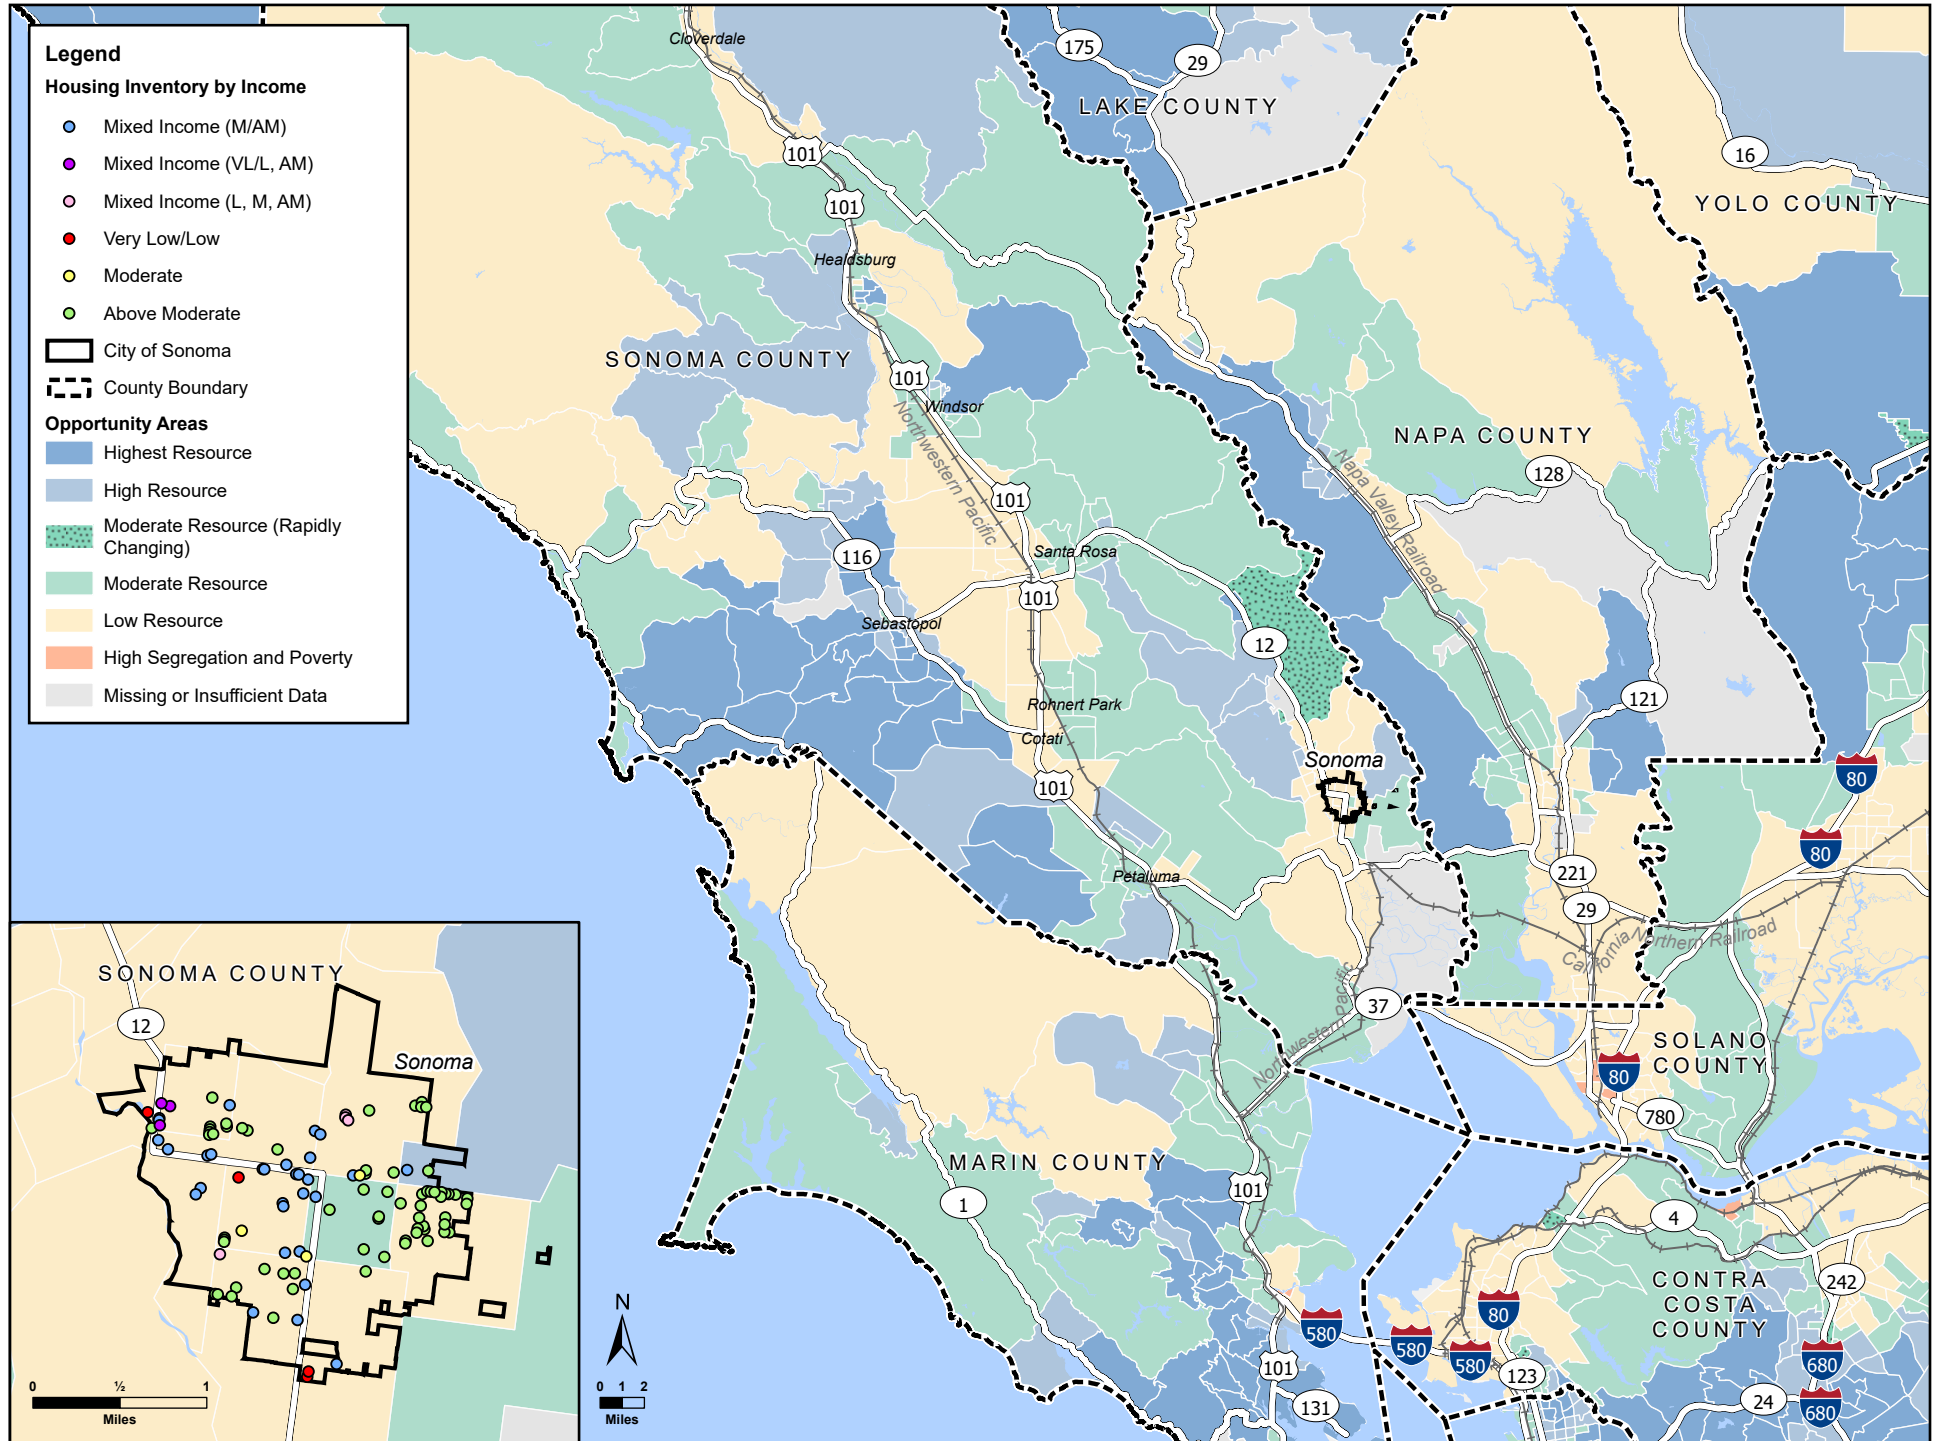 Legend
Housing Inventory by Income
Mixed Income (M/AM)
Mixed Income (VL/L, AM)
Mixed Income (L, M, AM)
Very Low/Low
Moderate
Above Moderate
City of Sonoma
County Boundary
Opportunity Areas
Highest Resource
High Resource
Moderate Resource (Rapidly
Changing)
Moderate Resource
Low Resource
High Segregation and Poverty
Missing or Insufficient Data
Cloverdale
175
29
LAKE COUNTY
101
16
YOLO COUNTY
101
Healdsburg
SONOMA COUNTY
101
Windsor
Northwestern Pacific
NAPA COUNTY
Napa Valley Railroad
128
101
Santa Rosa
116
101
Sebastopol
12
121
Rohnert Park
Cotati
Sonoma
101
80
80
Petaluma
221
29
California Northern Railroad
Northwestern Pacific
37
SOLANO
COUNTY
80
780
MARIN COUNTY
101
1
4
CONTRA
COSTA
COUNTY
242
80
580
580
580
680
101
123
131
24
680
SONOMA COUNTY
12
Sonoma
0
½
1
Miles
N
0
1
2
Miles